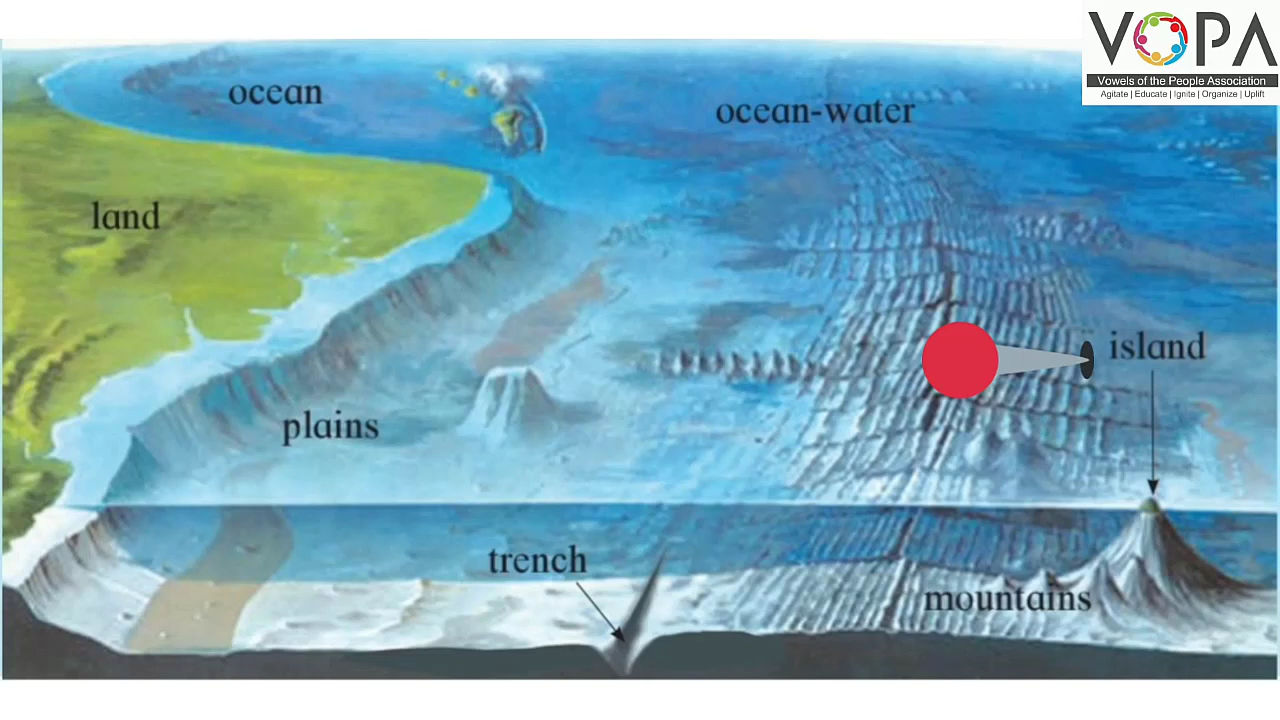 VOPA
Vowels of the People Association
Agitate | Educate | Ignite | Organize | Uplift
ocean
ocean-water
land
island
plains
trench
mountains